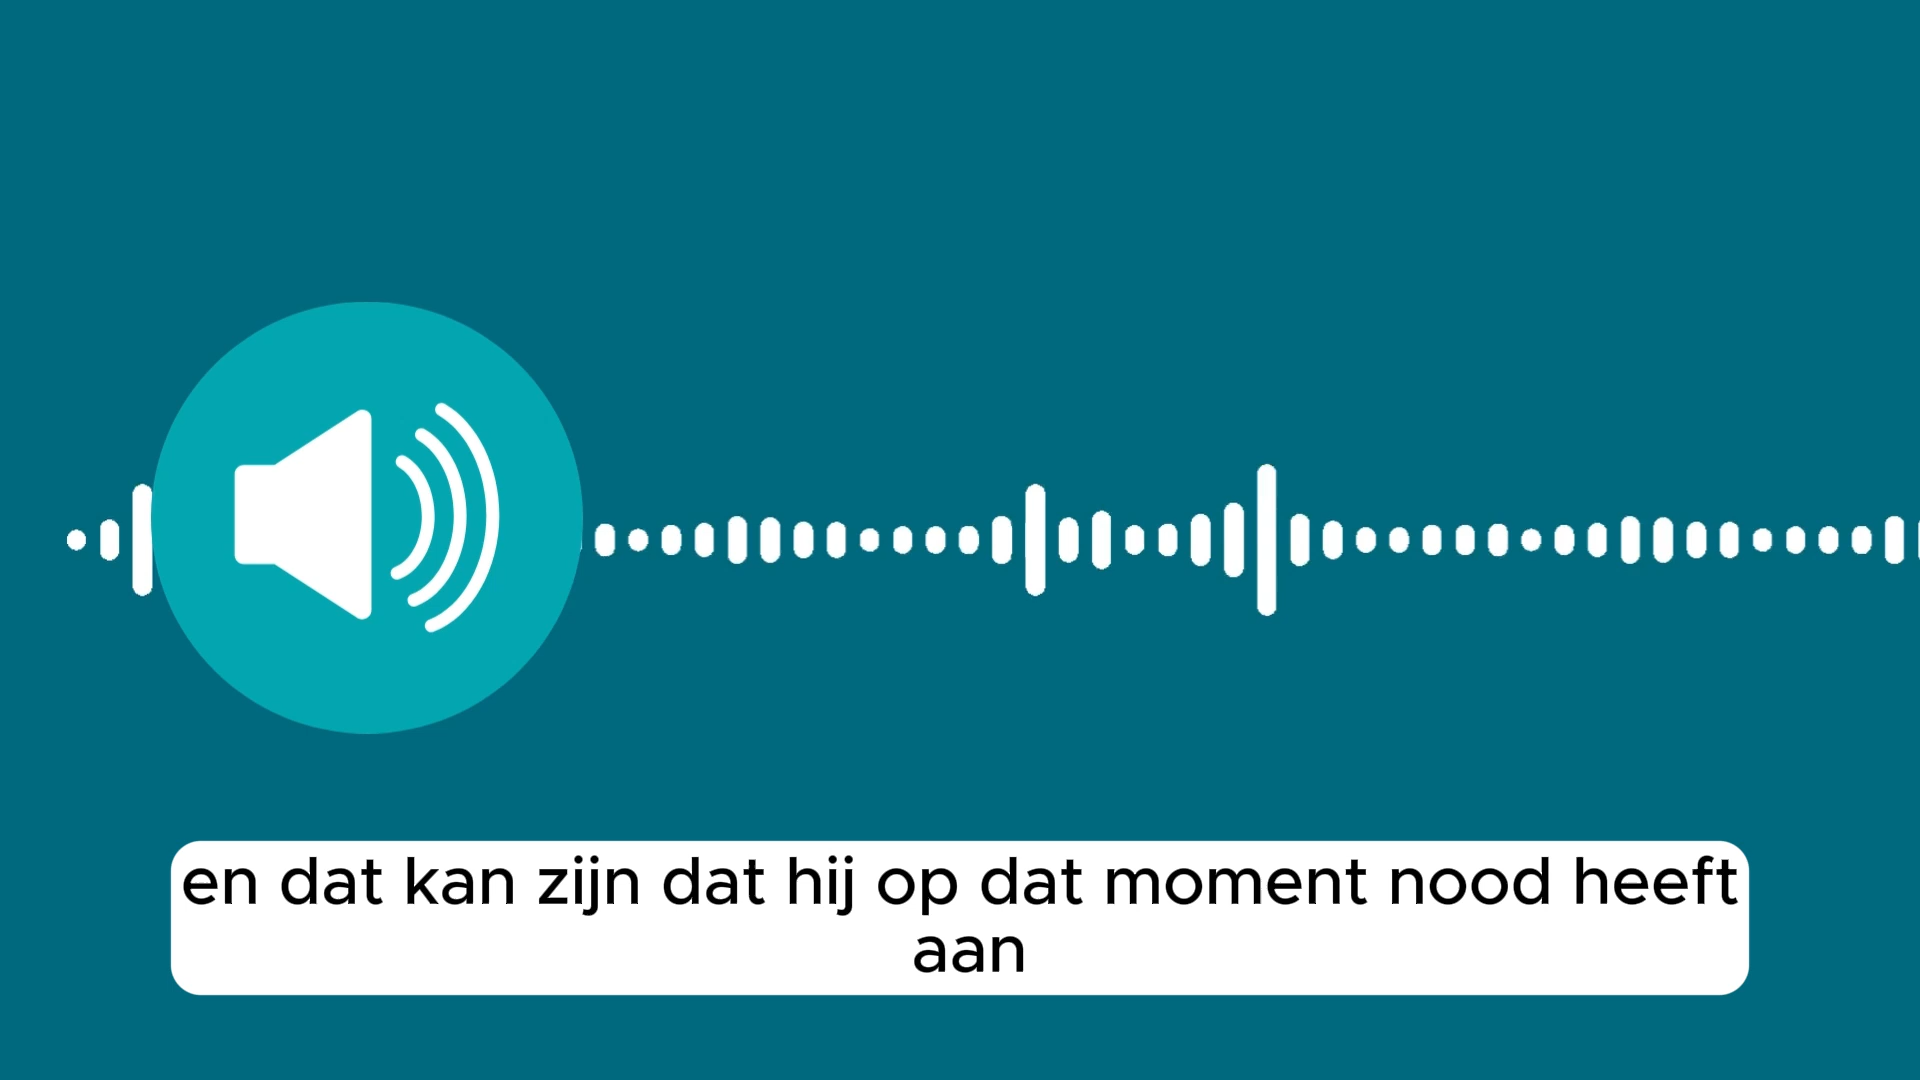 en dat kan zijn dat hij op dat moment nood heeft
aan